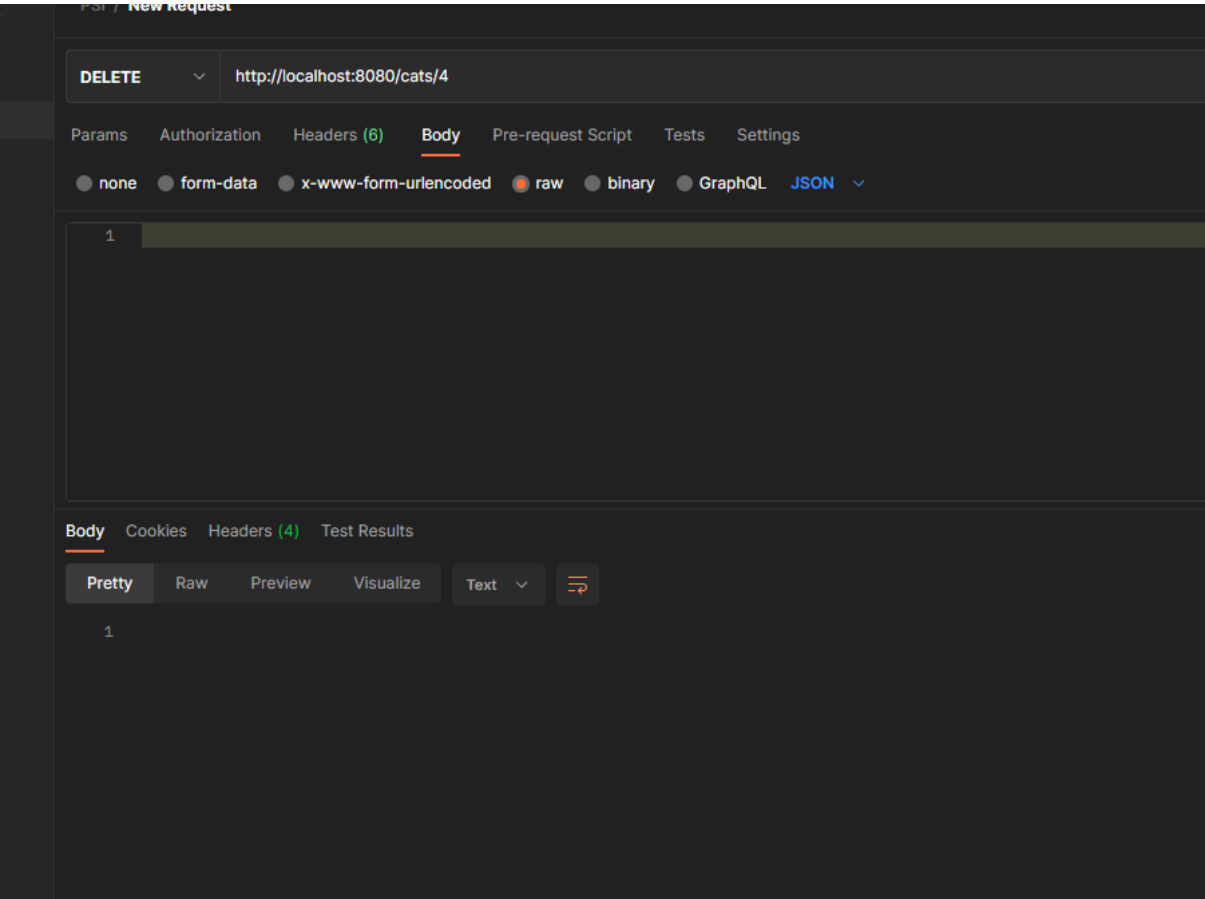 PSI / New Request
DELETE http://localhost:8080/cats/4
Params Authorization Headers (6) Body Pre-request Script Tests Settings
none form-data x-www-form-urlencoded raw binary GraphQL JSON
1
Body Cookies Headers (4) Test Results
Pretty Raw Preview Visualize Text
1